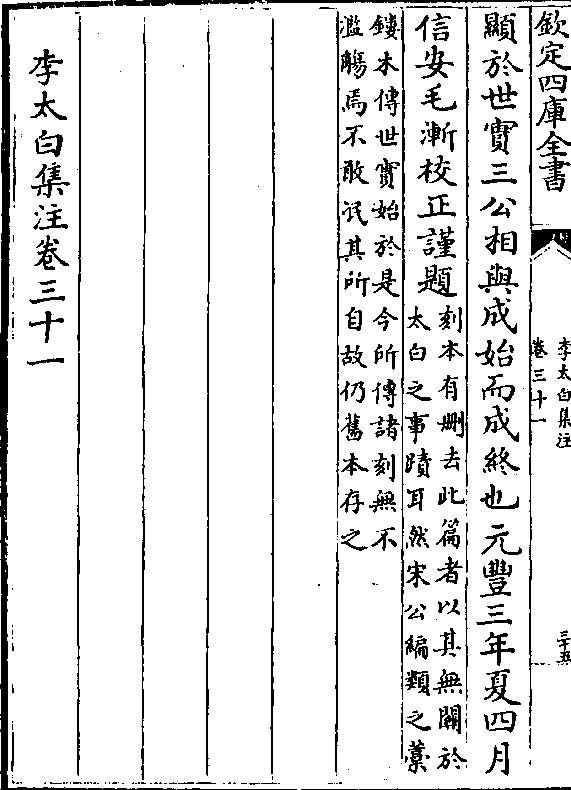 欽定四庫全書
李太白集注
卷三十一
三十五
顯於世實三公相與成始而成終也元豐三年夏四月
信安毛漸校正謹題
刻本有刪去此篇者以其無關於
太白之事蹟耳然宋公編類之藁
鏤木傳世實始於是今所傳諸刻無不
濫觴焉不敢泯其所自故仍舊本存之
李太白集注卷三十一